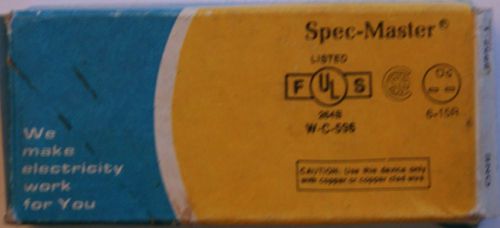 Spec-Master®
LISTED
F UL S
W-C-596
6-15R
CAUTION: Use this device only
with copper or copper clad wire.
We
make
electricity
work
for You